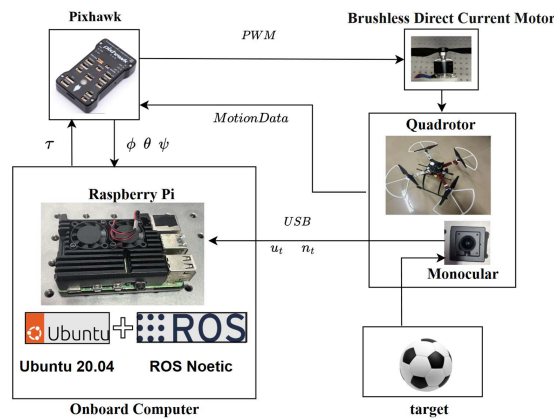 Pixhawk
Brushless Direct Current Motor
PWM
MotionData
Quadrotor
τ
ϕ θ ψ
Raspberry Pi
USB
u_t n_t
Monocular
Ubuntu
ROS
Ubuntu 20.04
ROS Noetic
Onboard Computer
target